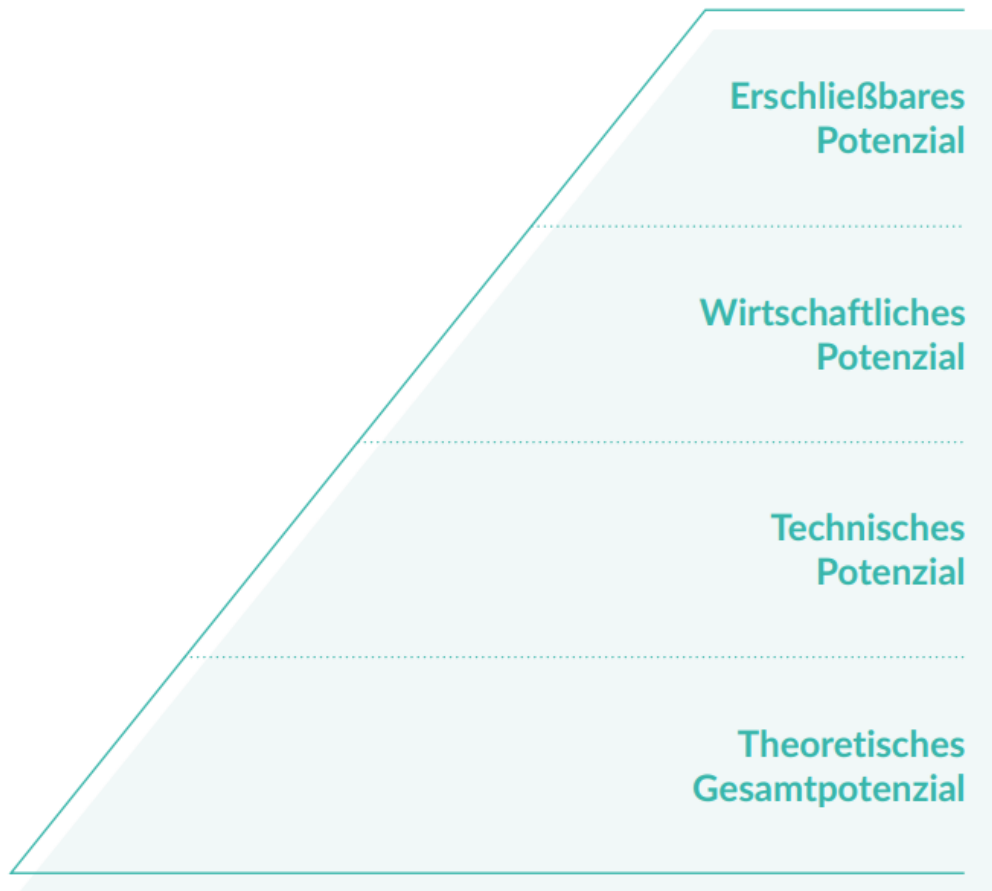 Erschließbares
Potenzial
Wirtschaftliches
Potenzial
Technisches
Potenzial
Theoretisches
Gesamtpotenzial